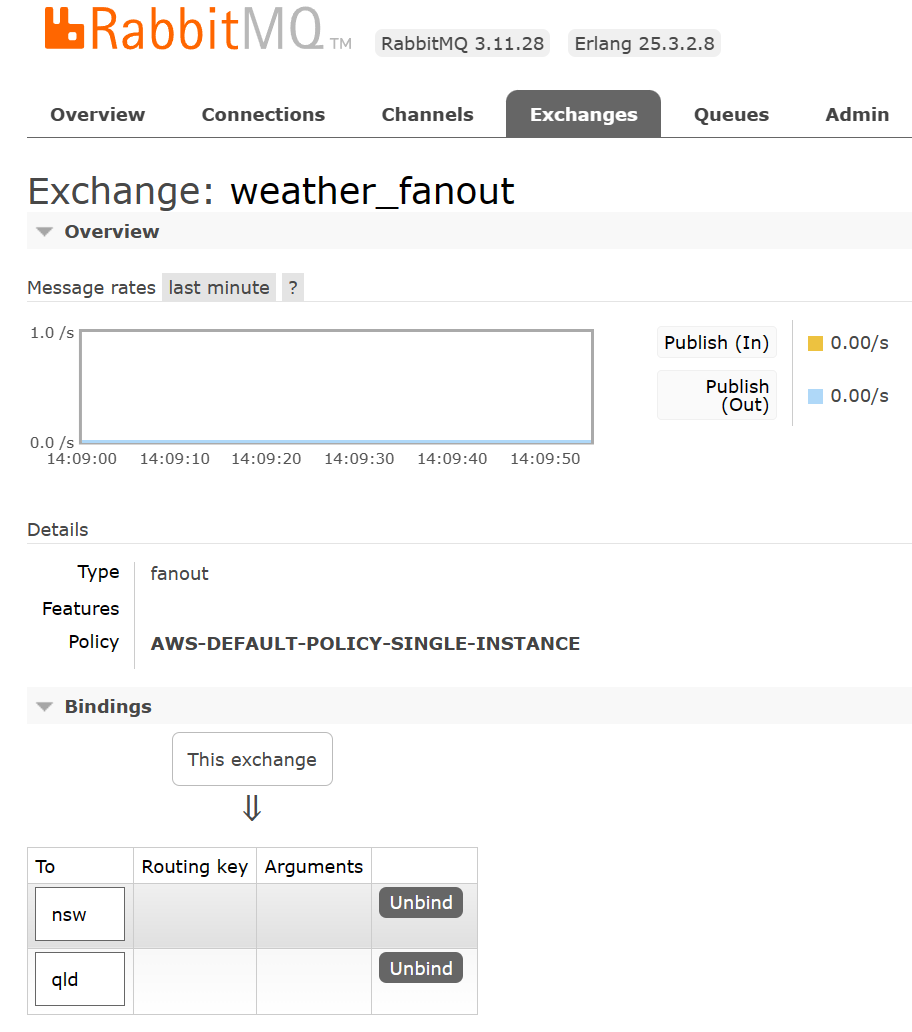 RabbitMQ TM RabbitMQ 3.11.28 Erlang 25.3.2.8
Overview Connections Channels Exchanges Queues Admin
Exchange: weather_fanout
Overview
Message rates last minute ?
1.0 /s
0.0 /s
14:09:00 14:09:10 14:09:20 14:09:30 14:09:40 14:09:50
Publish (In) 0.00/s
Publish
(Out) 0.00/s
Details
Type fanout
Features
Policy AWS-DEFAULT-POLICY-SINGLE-INSTANCE
Bindings
This exchange
⇓
To Routing key Arguments
nsw Unbind
qld Unbind